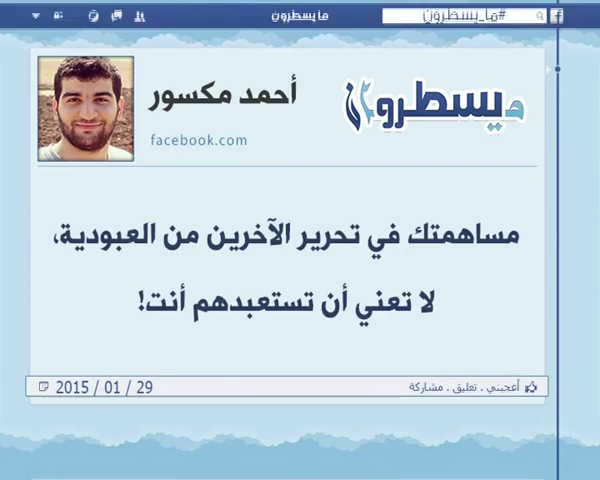 ما يسطرون
#ما_يسطرون
أحمد مكسور
facebook.com
ما يسطرون
مساهمتك في تحرير الآخرين من العبودية،
لا تعني أن تستعبدهم أنت!
أعجبني . تعليق . مشاركة
2015 / 01 / 29